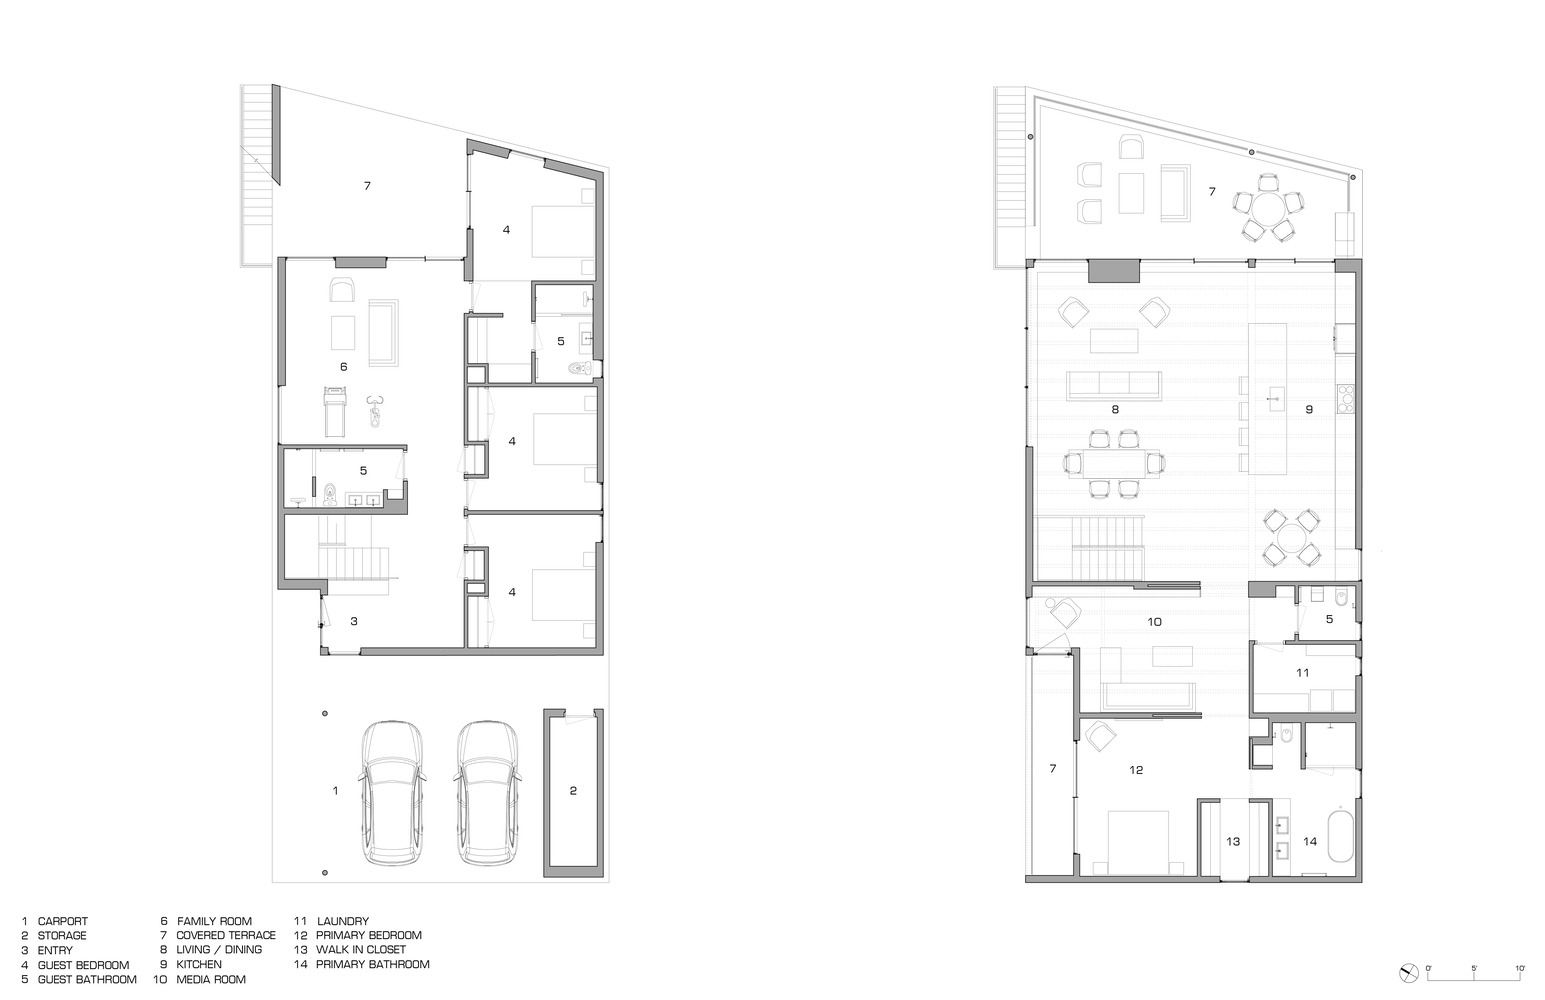 7
4
5
6
4
5
4
3
1
2
7
8
9
10
5
11
7
12
13
14
1 CARPORT
2 STORAGE
3 ENTRY
4 GUEST BEDROOM
5 GUEST BATHROOM
6 FAMILY ROOM
7 COVERED TERRACE
8 LIVING / DINING
9 KITCHEN
10 MEDIA ROOM
11 LAUNDRY
12 PRIMARY BEDROOM
13 WALK IN CLOSET
14 PRIMARY BATHROOM
0' 5' 10'